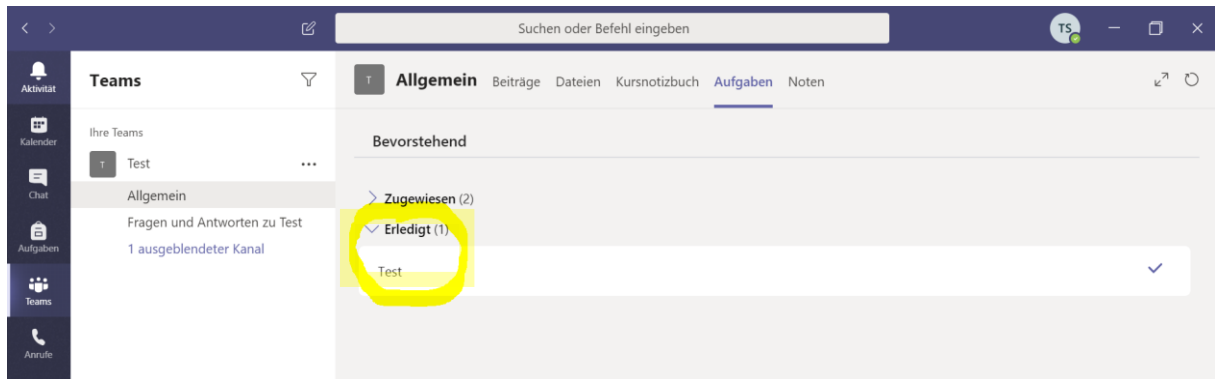 Suchen oder Befehl eingeben
TS
Aktivität
Kalender
Chat
Aufgaben
Teams
Anrufe
Teams
Ihre Teams
T Test ...
Allgemein
Fragen und Antworten zu Test
1 ausgeblendeter Kanal
T Allgemein Beiträge Dateien Kursnotizbuch Aufgaben Noten
Bevorstehend
Zugewiesen (2)
Erledigt (1)
Test